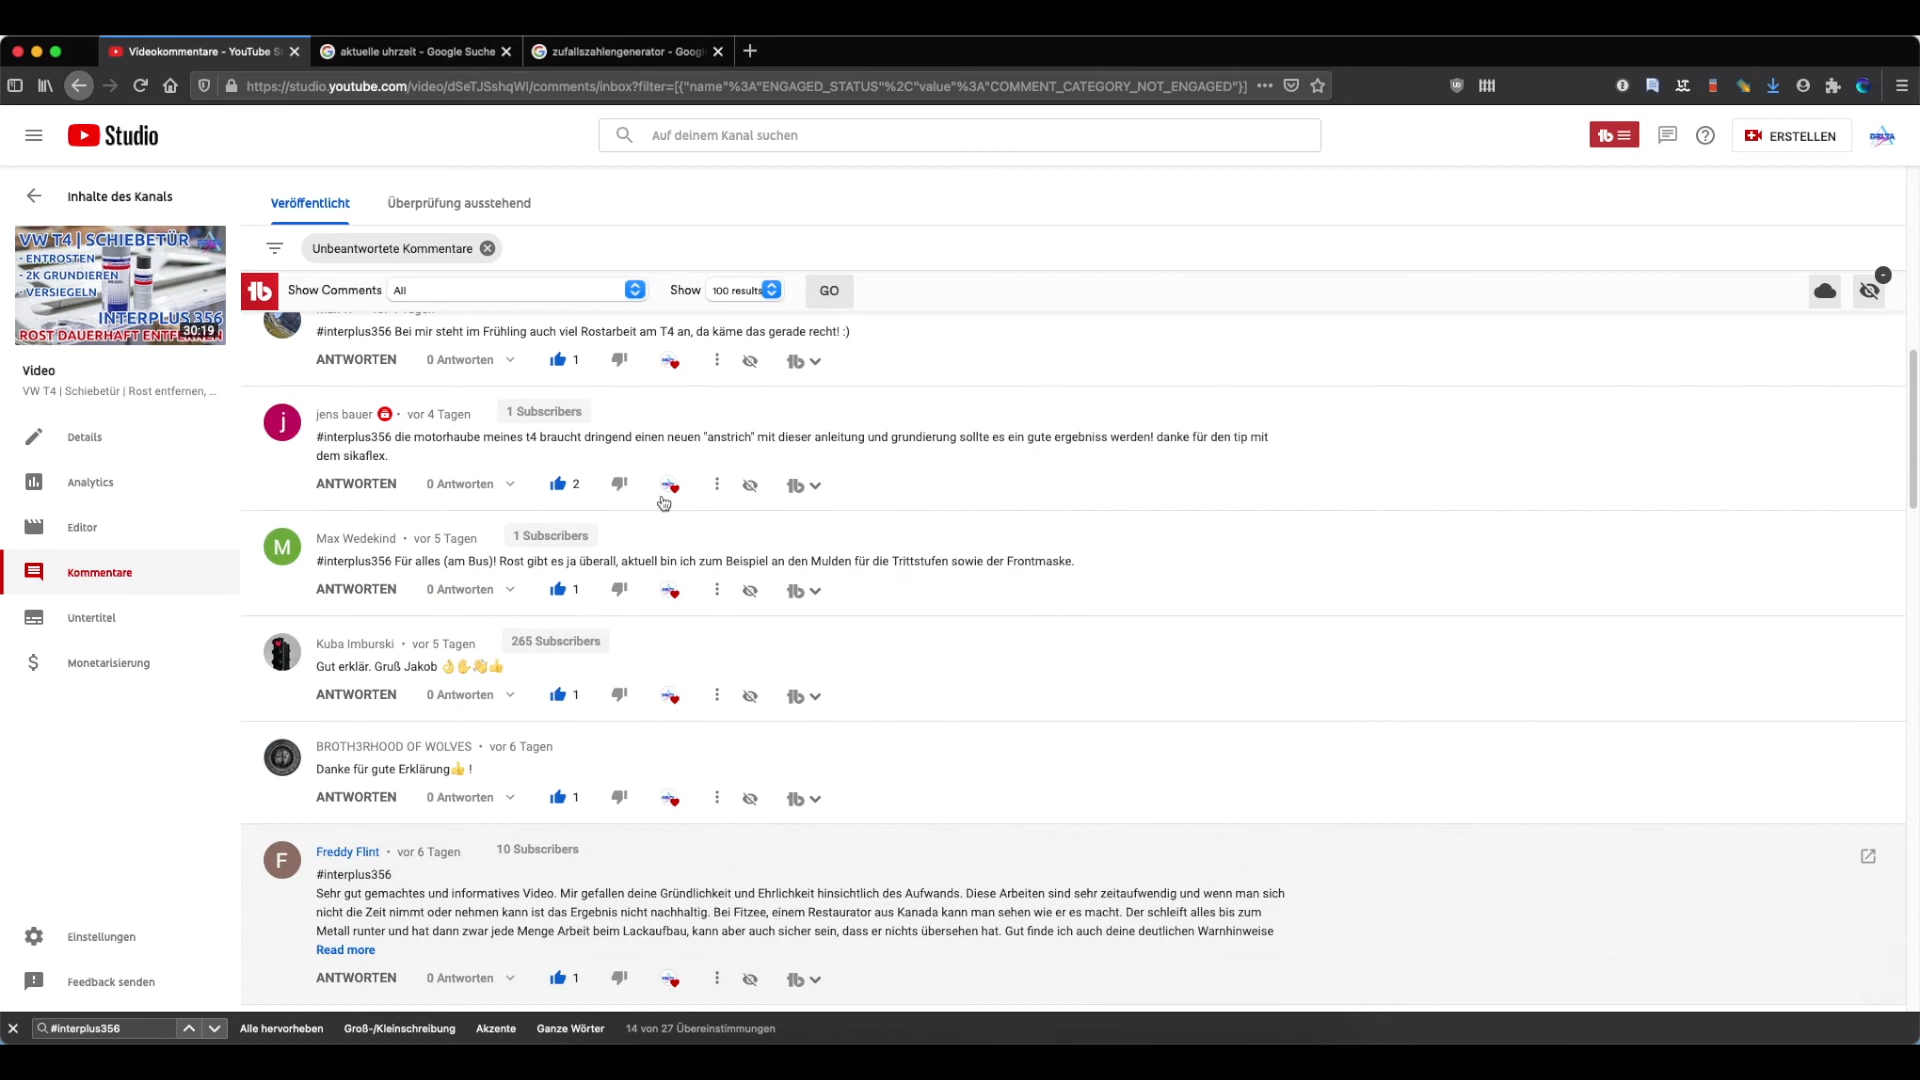 Videokommentare - YouTube S
aktuelle uhrzeit - Google Suche
zufallszahlengenerator - Googl
https://studio.youtube.com/video/dSeTJSshqWI/comments/inbox?filter=[{"name"%3A"ENGAGED_STATUS"%2C"value"%3A"COMMENT_CATEGORY_NOT_ENGAGED"}]
Studio
Auf deinem Kanal suchen
ERSTELLEN
Inhalte des Kanals
VW T4 | SCHIEBETÜR
- ENTROSTEN
- 2K GRUNDIEREN
- VERSIEGELN
INTERPLUS 356
30:19
ROST DAUERHAFT ENTFERNEN
Video
VW T4 | Schiebetür | Rost entfernen, ...
Details
Analytics
Editor
Kommentare
Untertitel
Monetarisierung
Einstellungen
Feedback senden
Veröffentlicht
Überprüfung ausstehend
Unbeantwortete Kommentare
Show Comments All Show 100 results GO
#interplus356 Bei mir steht im Frühling auch viel Rostarbeit am T4 an, da käme das gerade recht! :)
ANTWORTEN 0 Antworten 1
jens bauer • vor 4 Tagen 1 Subscribers
#interplus356 die motorhaube meines t4 braucht dringend einen neuen "anstrich" mit dieser anleitung und grundierung sollte es ein gute ergebniss werden! danke für den tip mit
dem sikaflex.
ANTWORTEN 0 Antworten 2
M
Max Wedekind • vor 5 Tagen 1 Subscribers
#interplus356 Für alles (am Bus)! Rost gibt es ja überall, aktuell bin ich zum Beispiel an den Mulden für die Trittstufen sowie der Frontmaske.
ANTWORTEN 0 Antworten 1
Kuba Imburski • vor 5 Tagen 265 Subscribers
Gut erklär. Gruß Jakob 👌✋👏👍
ANTWORTEN 0 Antworten 1
BROTH3RHOOD OF WOLVES • vor 6 Tagen
Danke für gute Erklärung👍 !
ANTWORTEN 0 Antworten 1
F
Freddy Flint • vor 6 Tagen 10 Subscribers
#interplus356
Sehr gut gemachtes und informatives Video. Mir gefallen deine Gründlichkeit und Ehrlichkeit hinsichtlich des Aufwands. Diese Arbeiten sind sehr zeitaufwendig und wenn man sich
nicht die Zeit nimmt oder nehmen kann ist das Ergebnis nicht nachhaltig. Bei Fitzee, einem Restaurator aus Kanada kann man sehen wie er es macht. Der schleift alles bis zum
Metall runter und hat dann zwar jede Menge Arbeit beim Lackaufbau, kann aber auch sicher sein, dass er nichts übersehen hat. Gut finde ich auch deine deutlichen Warnhinweise
Read more
ANTWORTEN 0 Antworten 1
#interplus356 Alle hervorheben Groß-/Kleinschreibung Akzente Ganze Wörter 14 von 27 Übereinstimmungen